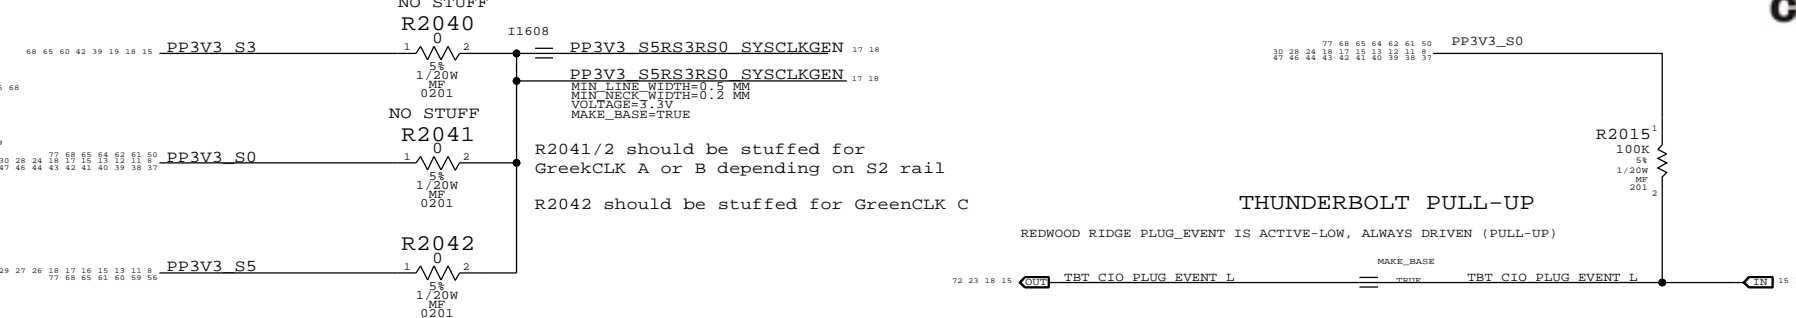 NO STUFF
R2040
0
1 2
5%
1/20W
MF
0201
68 65 60 42 39 19 18 15 PP3V3_S3
I1608
PP3V3_S5RS3RS0_SYSCLKGEN 17 18
PP3V3_S5RS3RS0_SYSCLKGEN 17 18
MIN_LINE_WIDTH=0.5 MM
MIN_NECK_WIDTH=0.2 MM
VOLTAGE=3.3V
MAKE_BASE=TRUE
68
NO STUFF
R2041
0
1 2
5%
1/20W
MF
0201
77 68 65 64 62 61 50
30 28 24 18 17 15 13 12 11 8
47 46 44 43 42 41 40 39 38 37
PP3V3_S0
R2041/2 should be stuffed for
GreekCLK A or B depending on S2 rail
R2042 should be stuffed for GreenCLK C
R2042
0
1 2
5%
1/20W
MF
0201
29 27 26 18 17 16 15 13 11 8
77 68 65 61 60 59 56
PP3V3_S5
77 68 65 64 62 61 50
30 28 24 18 17 15 13 12 11 8
47 46 44 43 42 41 40 39 38 37
PP3V3_S0
R2015
1
100K
5%
1/20W
MF
201
2
THUNDERBOLT PULL-UP
REDWOOD RIDGE PLUG_EVENT IS ACTIVE-LOW, ALWAYS DRIVEN (PULL-UP)
MAKE_BASE
72 23 18 15 OUT TBT_CIO_PLUG_EVENT_L TRUE TBT_CIO_PLUG_EVENT_L IN 15